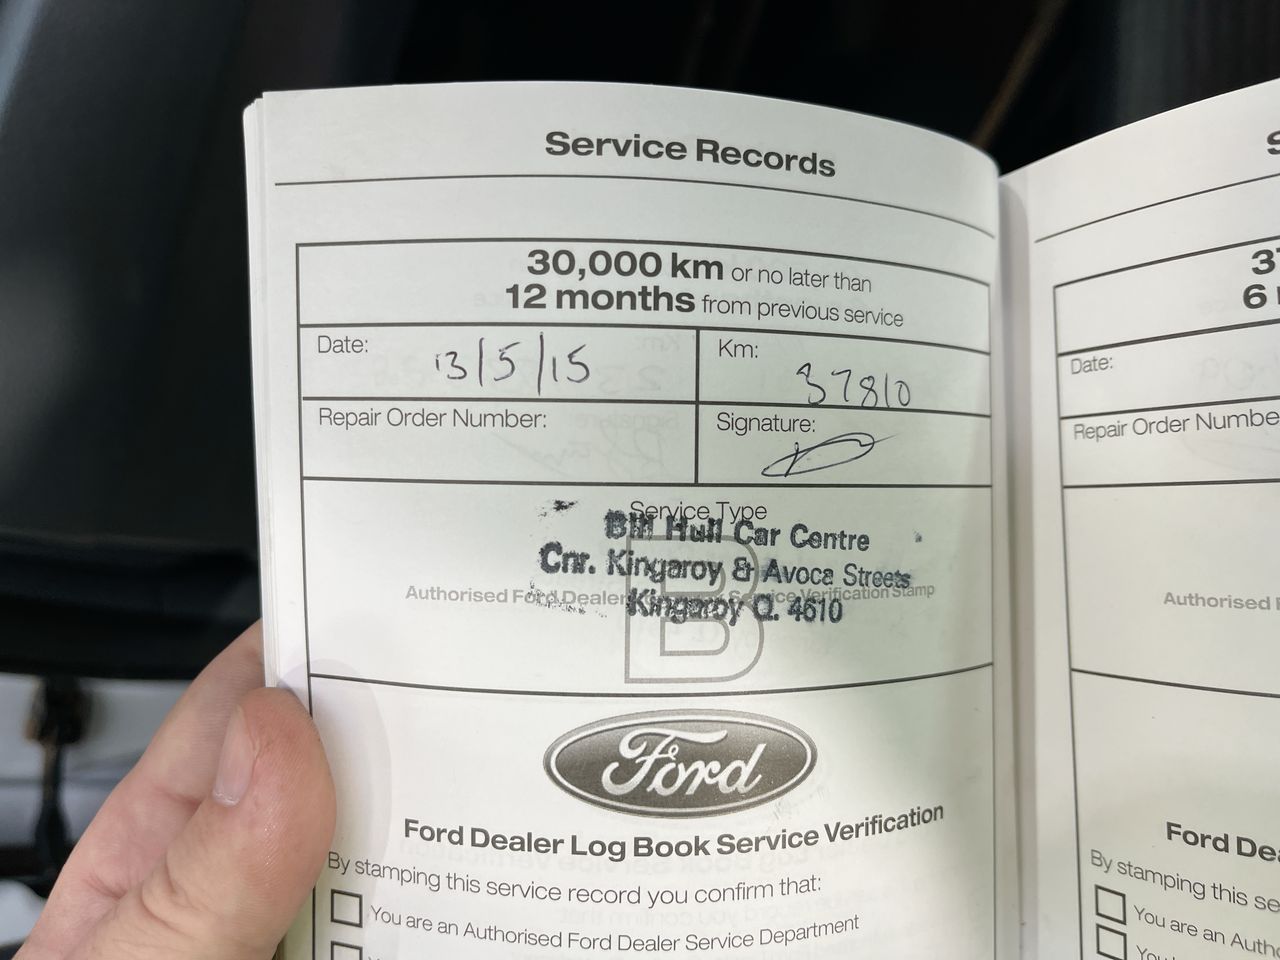 Service Records
30,000 km or no later than
12 months from previous service
Date: 13/5/15
Km: 37810
Repair Order Number:
Signature:
Service Type
B
Bill Hull Car Centre
Cnr. Kingaroy & Avoca Streets
Authorised Ford Dealer Service Verification Stamp
Kingaroy Q. 4610
Ford
Ford Dealer Log Book Service Verification
By stamping this service record you confirm that:
You are an Authorised Ford Dealer Service Department
S
37
6
Date:
Repair Order Numbe
Authorised F
Ford De
By stamping this se
You are an Auth
You